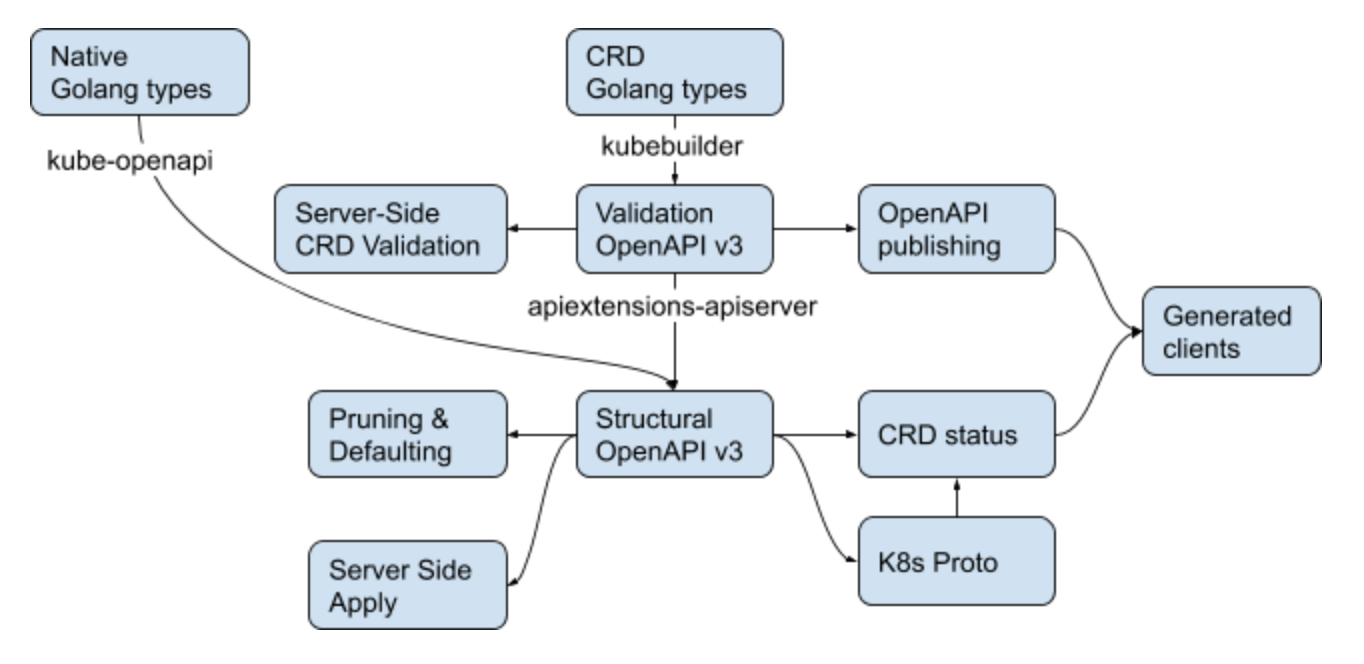 Native
Golang types
CRD
Golang types
kube-openapi
kubebuilder
Server-Side
CRD Validation
Validation
OpenAPI v3
OpenAPI
publishing
apiextensions-apiserver
Generated
clients
Pruning &
Defaulting
Structural
OpenAPI v3
CRD status
Server Side
Apply
K8s Proto